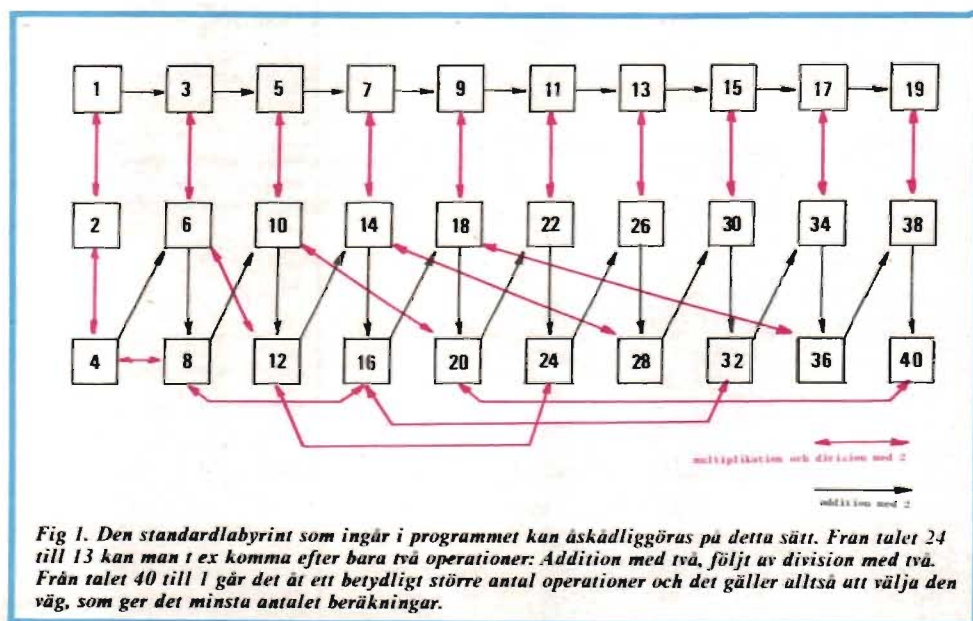 1 3 5 7 9 11 13 15 17 19
2 6 10 14 18 22 26 30 34 38
4 8 12 16 20 24 28 32 36 40
multiplikation och division med 2
addition med 2
Fig 1. Den standardlabyrint som ingår i programmet kan åskådliggöras på detta sätt. Från talet 24
till 13 kan man t ex komma efter bara två operationer: Addition med två, följt av division med två.
Från talet 40 till 1 går det åt ett betydligt större antal operationer och det gäller alltså att välja den
väg, som ger det minsta antalet beräkningar.